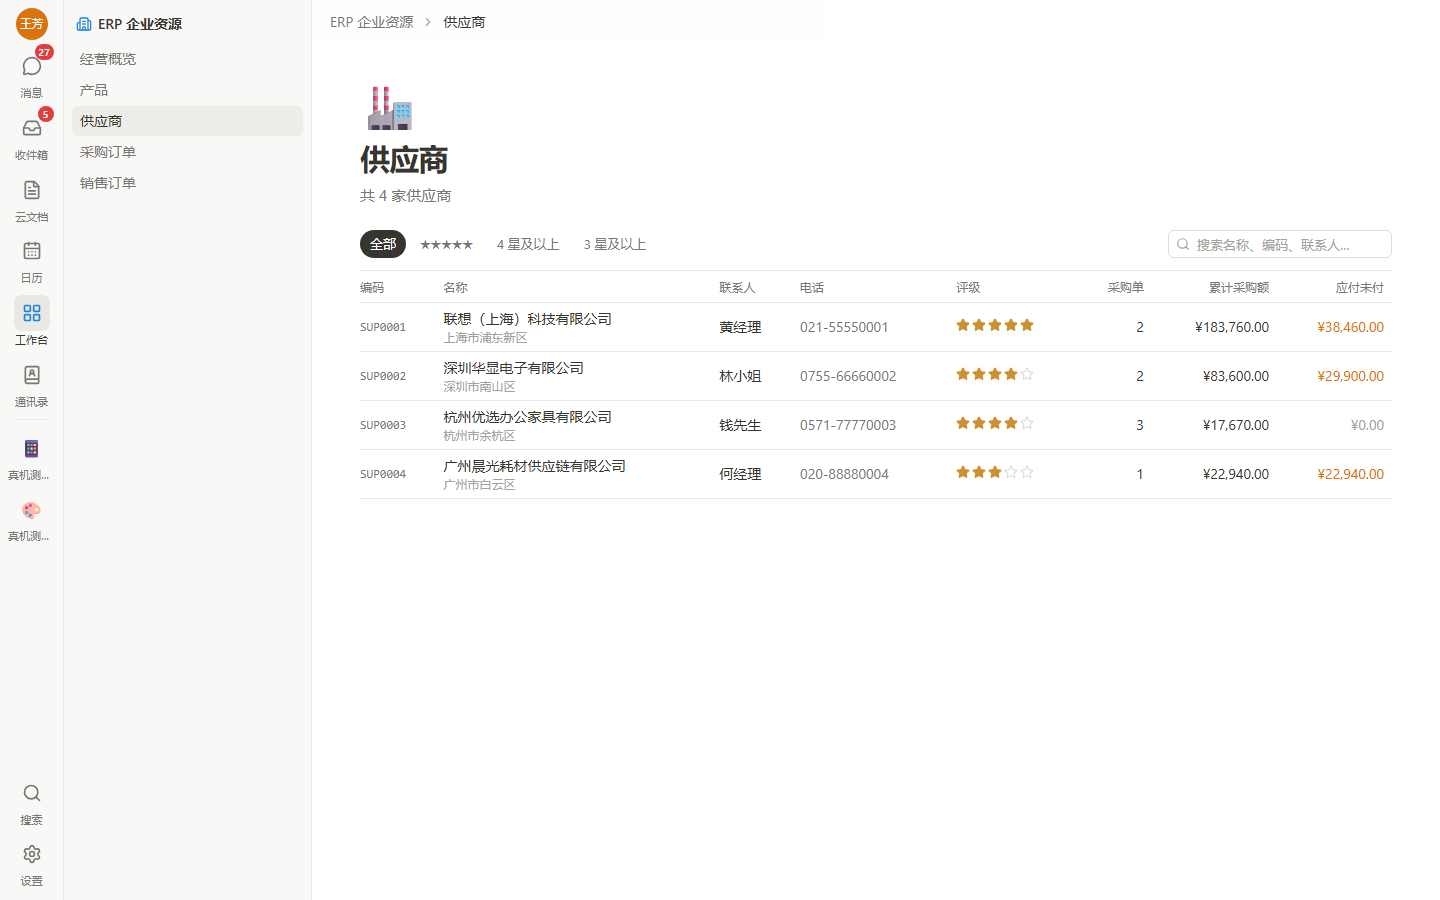 王芳
27
消息
5
收件箱
云文档
日历
工作台
通讯录
真机测...
真机测...
搜索
设置
ERP 企业资源
经营概览
产品
供应商
采购订单
销售订单
ERP 企业资源 > 供应商
供应商
共 4 家供应商
全部 ★★★★★ 4 星及以上 3 星及以上 搜索名称、编码、联系人...
编码 名称 联系人 电话 评级 采购单 累计采购额 应付未付
SUP0001 联想（上海）科技有限公司 黄经理 021-55550001 ★★★★★ 2 ¥183,760.00 ¥38,460.00
上海市浦东新区
SUP0002 深圳华显电子有限公司 林小姐 0755-66660002 ★★★★☆ 2 ¥83,600.00 ¥29,900.00
深圳市南山区
SUP0003 杭州优选办公家具有限公司 钱先生 0571-77770003 ★★★★☆ 3 ¥17,670.00 ¥0.00
杭州市余杭区
SUP0004 广州晨光耗材供应链有限公司 何经理 020-88880004 ★★★☆☆ 1 ¥22,940.00 ¥22,940.00
广州市白云区